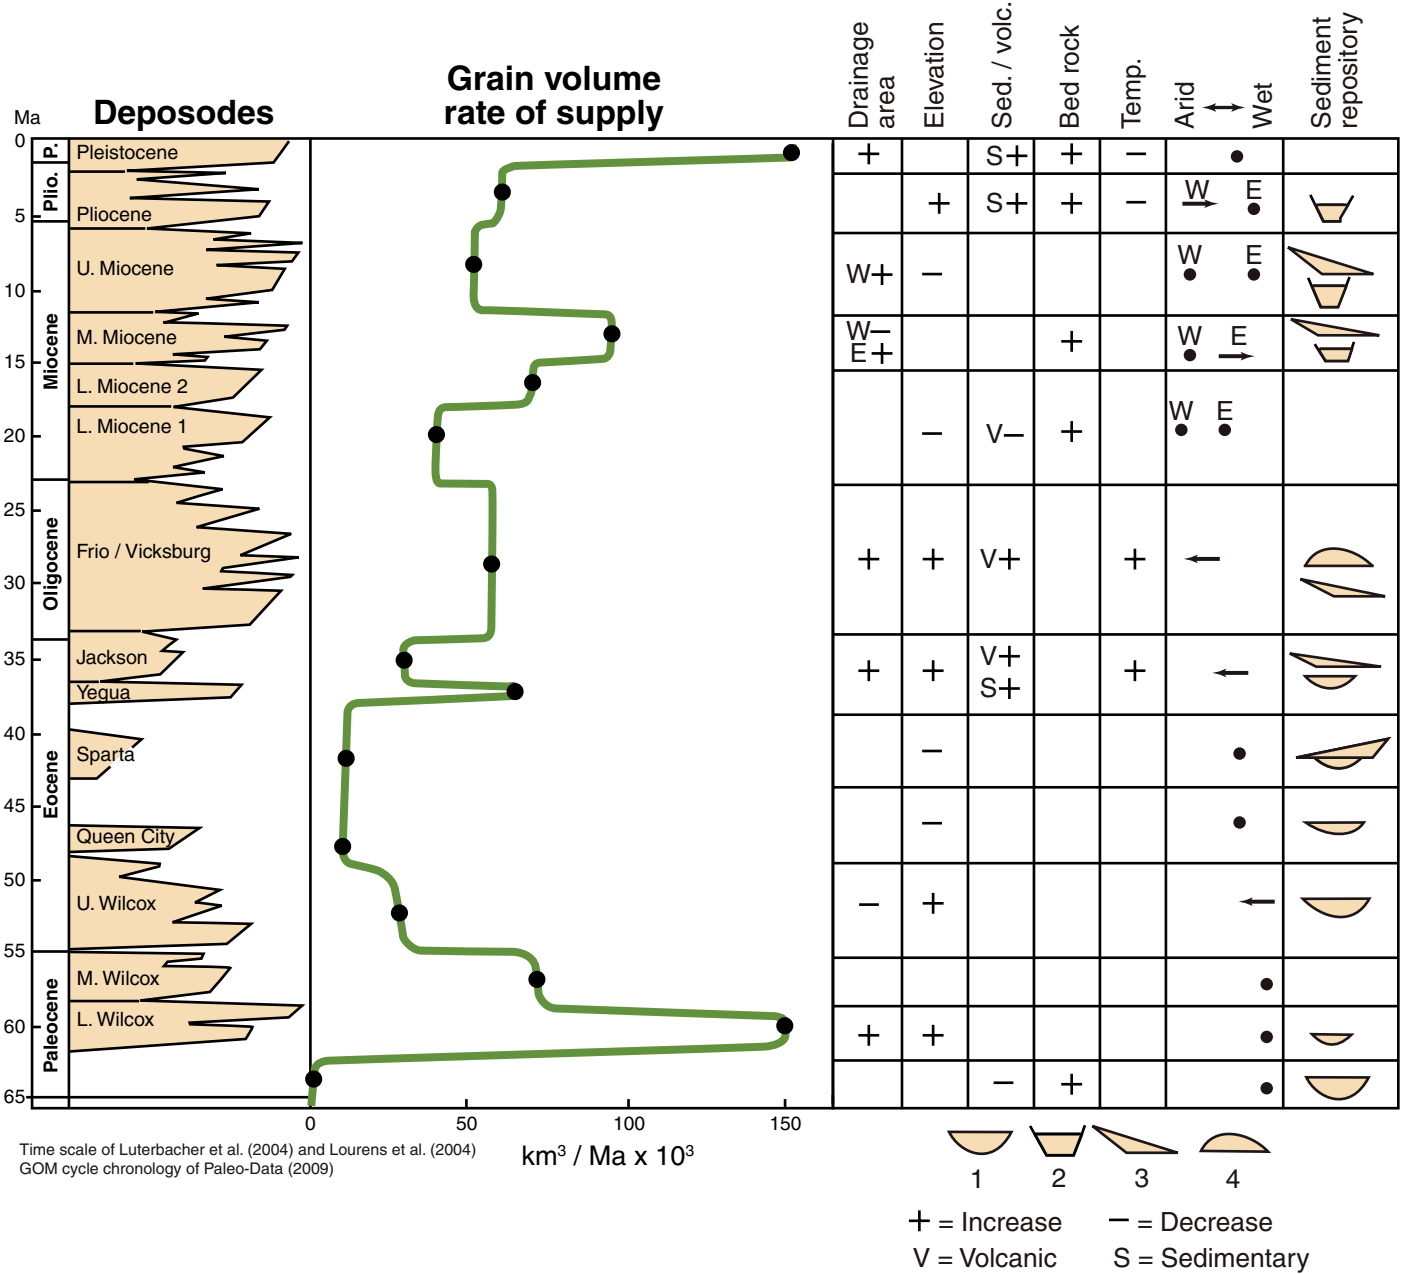 Ma
Deposodes
Grain volume
rate of supply
Drainage
area
Elevation
Sed. / volc.
Bed rock
Temp.
Arid
Wet
Sediment
repository
0
5
10
15
20
25
30
35
40
45
50
55
60
65
P.
Plio.
Miocene
Oligocene
Eocene
Paleocene
Pleistocene
Pliocene
U. Miocene
M. Miocene
L. Miocene 2
L. Miocene 1
Frio / Vicksburg
Jackson
Yegua
Sparta
Queen City
U. Wilcox
M. Wilcox
L. Wilcox
+ S+ + −
+ S+ + − W E
W+ − W E
W−
E+ + W E
− V− + W E
+ + V+ +
+ + V+ +
S+
−
−
− +
+ +
− +
0 50 100 150
km³ / Ma x 10³
Time scale of Luterbacher et al. (2004) and Lourens et al. (2004)
GOM cycle chronology of Paleo-Data (2009)
1 2 3 4
+ = Increase − = Decrease
V = Volcanic S = Sedimentary